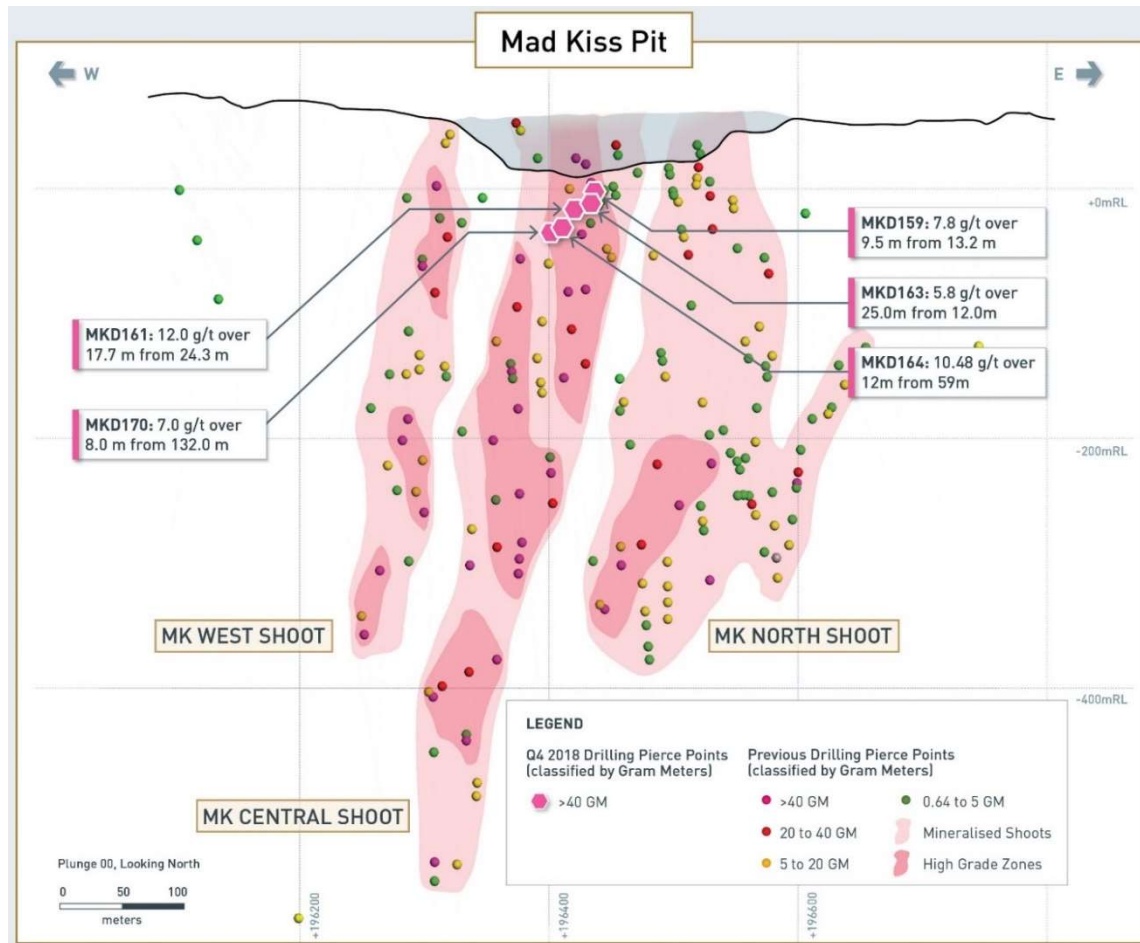 Mad Kiss Pit
W
E
+0mRL
MKD159: 7.8 g/t over
9.5 m from 13.2 m
MKD163: 5.8 g/t over
25.0m from 12.0m
MKD161: 12.0 g/t over
17.7 m from 24.3 m
MKD164: 10.48 g/t over
12m from 59m
MKD170: 7.0 g/t over
8.0 m from 132.0 m
-200mRL
MK WEST SHOOT
MK NORTH SHOOT
-400mRL
MK CENTRAL SHOOT
LEGEND
Q4 2018 Drilling Pierce Points
(classified by Gram Meters)
>40 GM
Previous Drilling Pierce Points
(classified by Gram Meters)
>40 GM
20 to 40 GM
5 to 20 GM
0.64 to 5 GM
Mineralised Shoots
High Grade Zones
Plunge 00, Looking North
0 50 100
meters
+196200
+196400
+196600